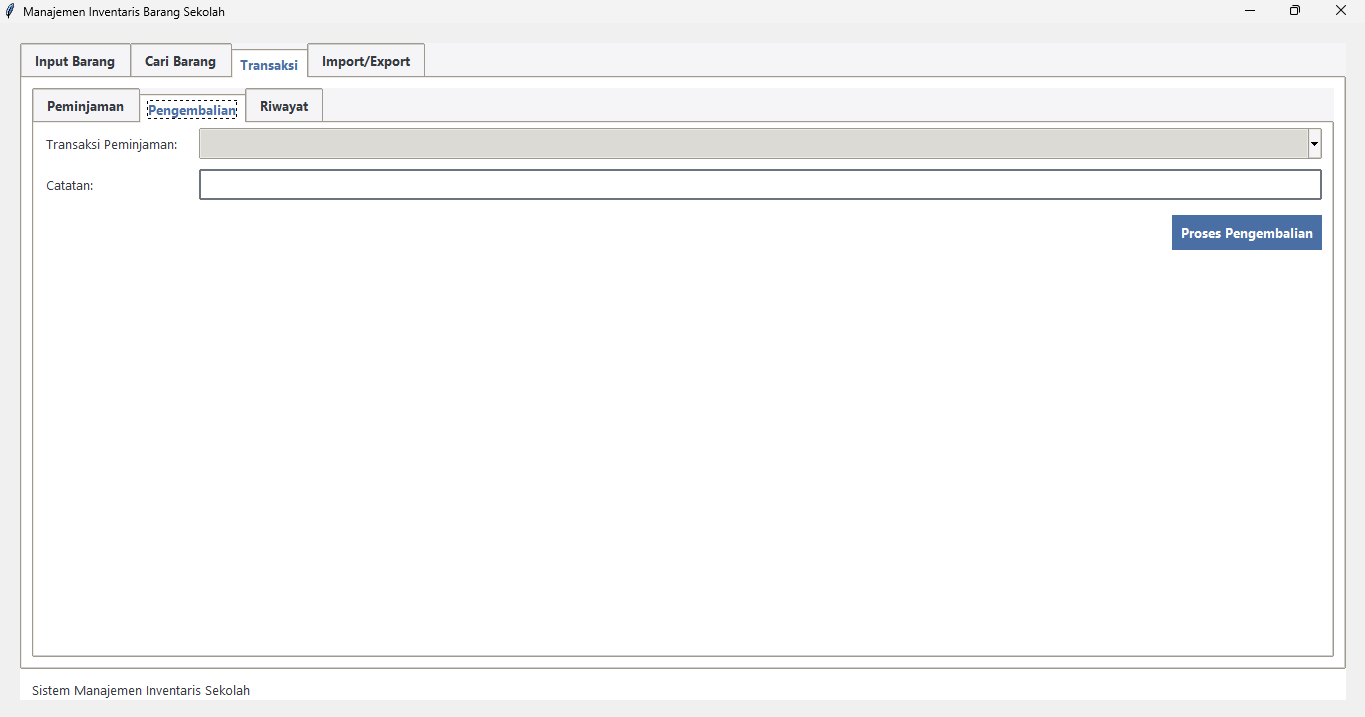 Manajemen Inventaris Barang Sekolah
Input Barang Cari Barang Transaksi Import/Export
Peminjaman Pengembalian Riwayat
Transaksi Peminjaman:
Catatan:
Proses Pengembalian
Sistem Manajemen Inventaris Sekolah